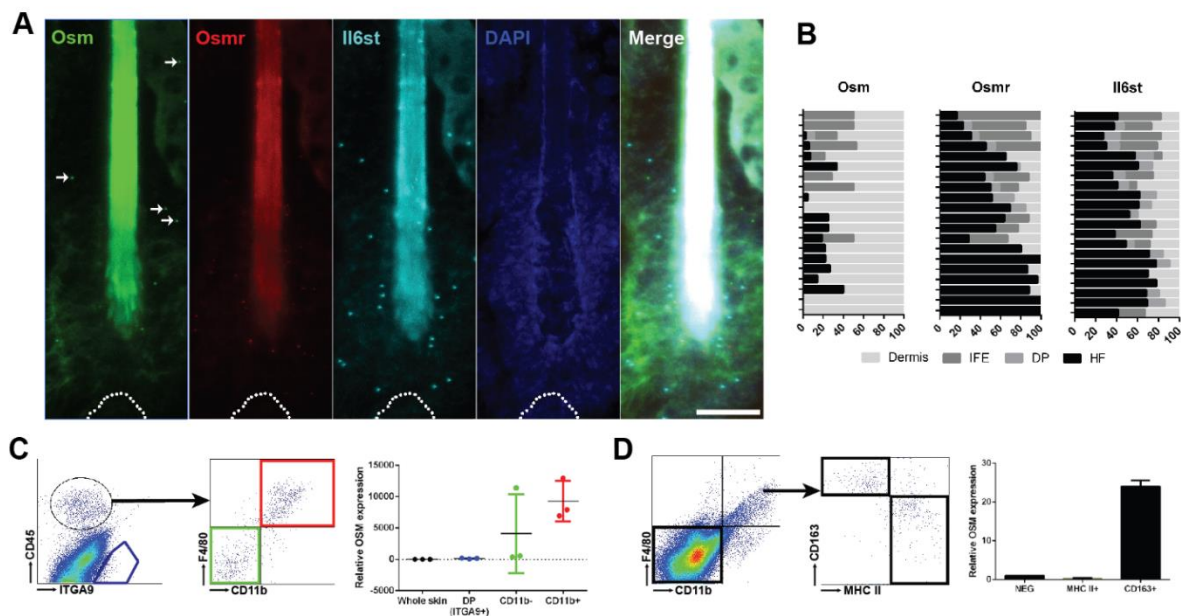 A
Osm
Osmr
Il6st
DAPI
Merge
B
Osm
Osmr
Il6st
0 20 40 60 80 100
0 20 40 60 80 100
0 20 40 60 80 100
Dermis IFE DP HF
C
CD45
ITGA9
F4/80
CD11b
Relative OSM expression
15000
10000
5000
0
-5000
Whole skin
DP
(ITGA9+)
CD11b-
CD11b+
D
F4/80
CD11b
CD163
MHC II
Relative OSM expression
30
20
10
0
NEG
MHC II+
CD163+